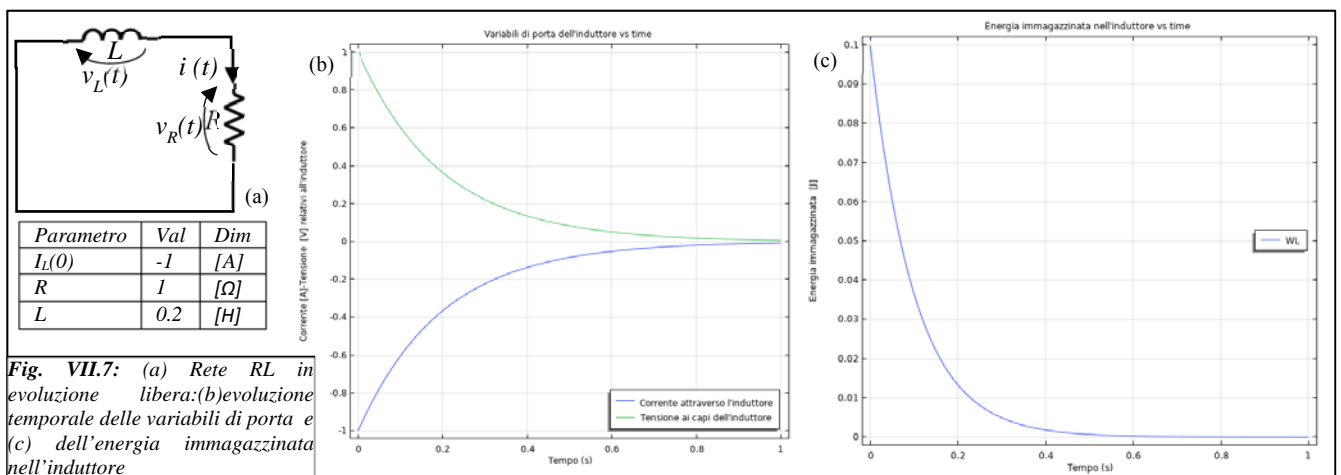 L
v_L(t)
i (t)
v_R(t)
R
(a)
Parametro Val Dim
I_L(0) -1 [A]
R 1 [Ω]
L 0.2 [H]
Fig. VII.7: (a) Rete RL in
evoluzione libera:(b)evoluzione
temporale delle variabili di porta e
(c) dell'energia immagazzinata
nell'induttore
(b)
Variabili di porta dell'induttore vs time
Corrente [A]-Tensione [V] relativi all'induttore
1
0.8
0.6
0.4
0.2
0
-0.2
-0.4
-0.6
-0.8
-1
0 0.2 0.4 0.6 0.8 1
Tempo (s)
Corrente attraverso l'induttore
Tensione ai capi dell'induttore
(c)
Energia immagazzinata nell'induttore vs time
Energia immagazzinata [J]
0.1
0.09
0.08
0.07
0.06
0.05
0.04
0.03
0.02
0.01
0
0 0.2 0.4 0.6 0.8 1
Tempo (s)
WL